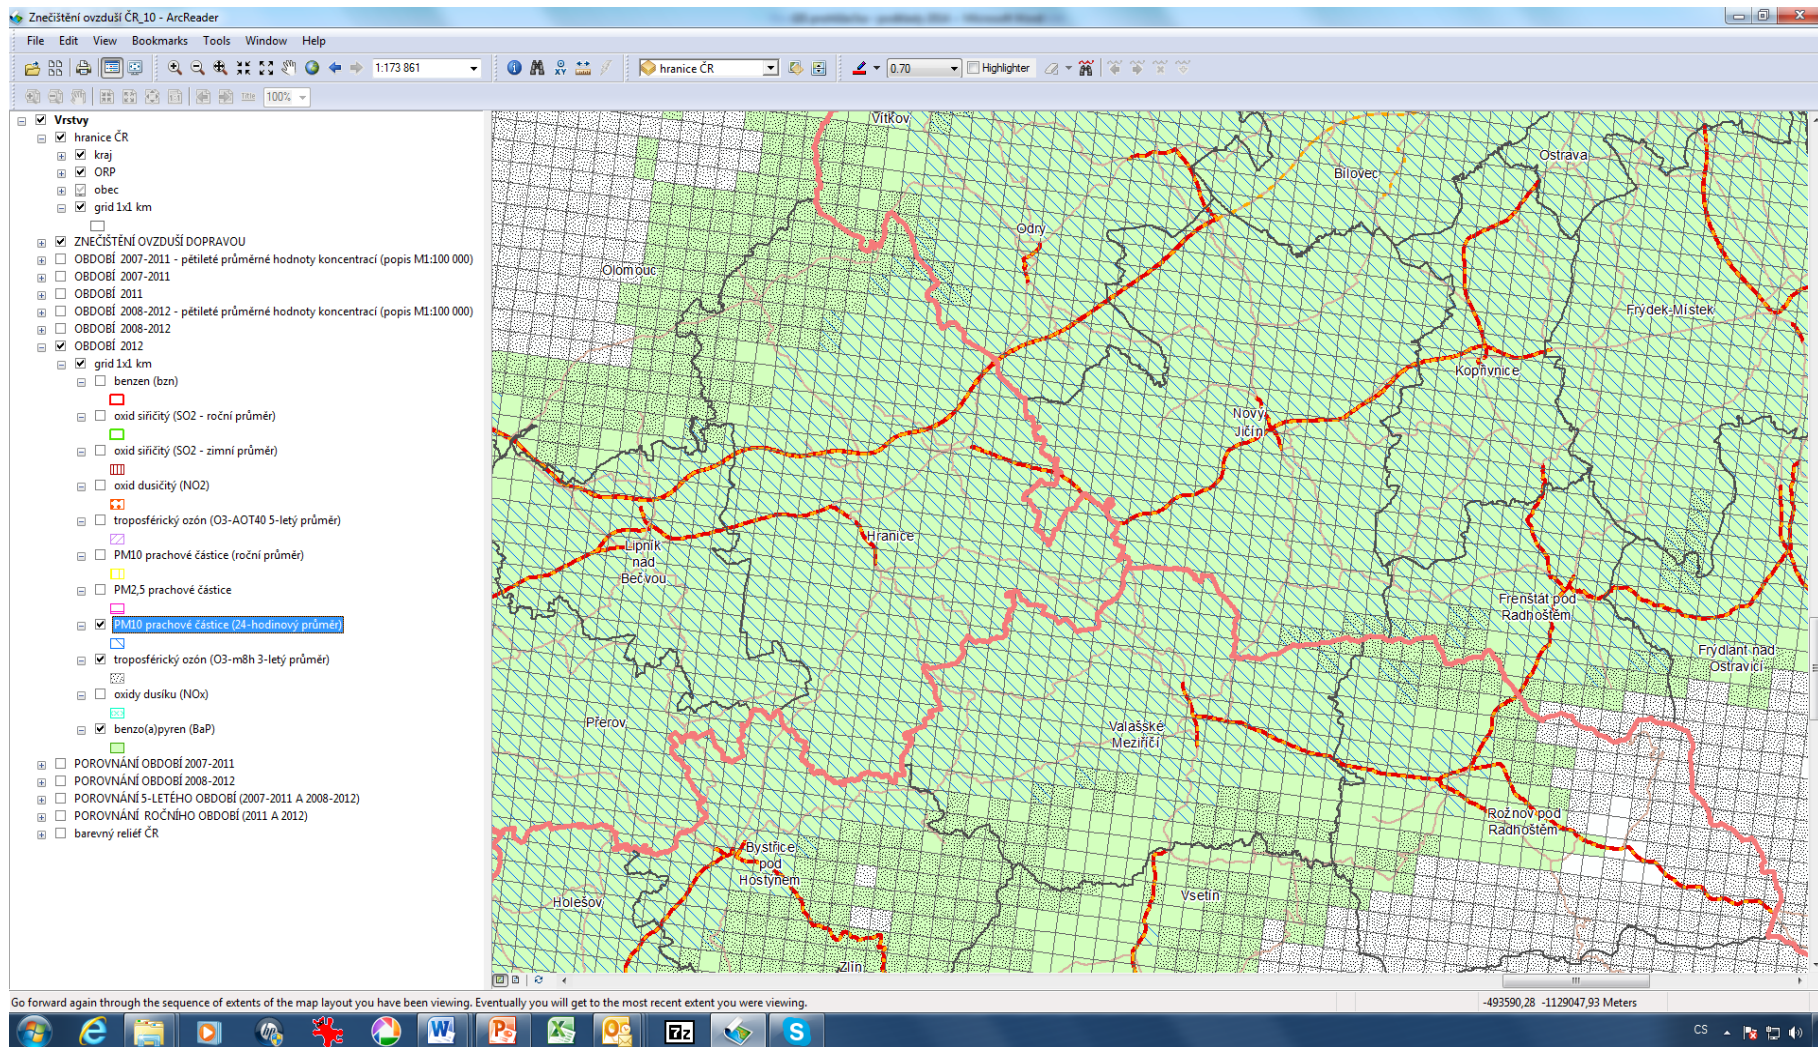 Znečištění ovzduší ČR_10 - ArcReader
File Edit View Bookmarks Tools Window Help
1:173 861
hranice ČR
0.70
Highlighter
Title
100%
Vrstvy
hranice ČR
kraj
ORP
obec
grid 1x1 km
ZNEČIŠTĚNÍ OVZDUŠÍ DOPRAVOU
OBDOBÍ 2007-2011 - pětileté průměrné hodnoty koncentrací (popis M1:100 000)
OBDOBÍ 2007-2011
OBDOBÍ 2011
OBDOBÍ 2008-2012 - pětileté průměrné hodnoty koncentrací (popis M1:100 000)
OBDOBÍ 2008-2012
OBDOBÍ 2012
grid 1x1 km
benzen (bzn)
oxid siřičitý (SO2 - roční průměr)
oxid siřičitý (SO2 - zimní průměr)
oxid dusičitý (NO2)
troposférický ozón (O3-AOT40 5-letý průměr)
PM10 prachové částice (roční průměr)
PM2,5 prachové částice
PM10 prachové částice (24-hodinový průměr)
troposférický ozón (O3-m8h 3-letý průměr)
oxidy dusíku (NOx)
benzo(a)pyren (BaP)
POROVNÁNÍ OBDOBÍ 2007-2011
POROVNÁNÍ OBDOBÍ 2008-2012
POROVNÁNÍ 5-LETÉHO OBDOBÍ (2007-2011 A 2008-2012)
POROVNÁNÍ ROČNÍHO OBDOBÍ (2011 A 2012)
barevný reliéf ČR
Vítkov
Ostrava
Bílovec
Odry
Olomouc
Frýdek-Místek
Kopřivnice
Nový
Jičín
Hranice
Lipník
nad
Bečvou
Frenštát pod
Radhoštěm
Frýdlant nad
Ostravicí
Přerov
Valašské
Meziříčí
Rožnov pod
Radhoštěm
Bystřice
pod
Hostýnem
Holešov
Vsetín
Zlín
Go forward again through the sequence of extents of the map layout you have been viewing. Eventually you will get to the most recent extent you were viewing.
-493590,28 -1129047,93 Meters
CS